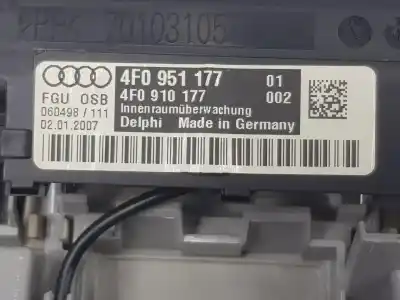 4F0 951 177 01
4F0 910 177 002
FGU OSB
060498 / 111
02.01.2007
Innenraumüberwachung
Delphi Made in Germany